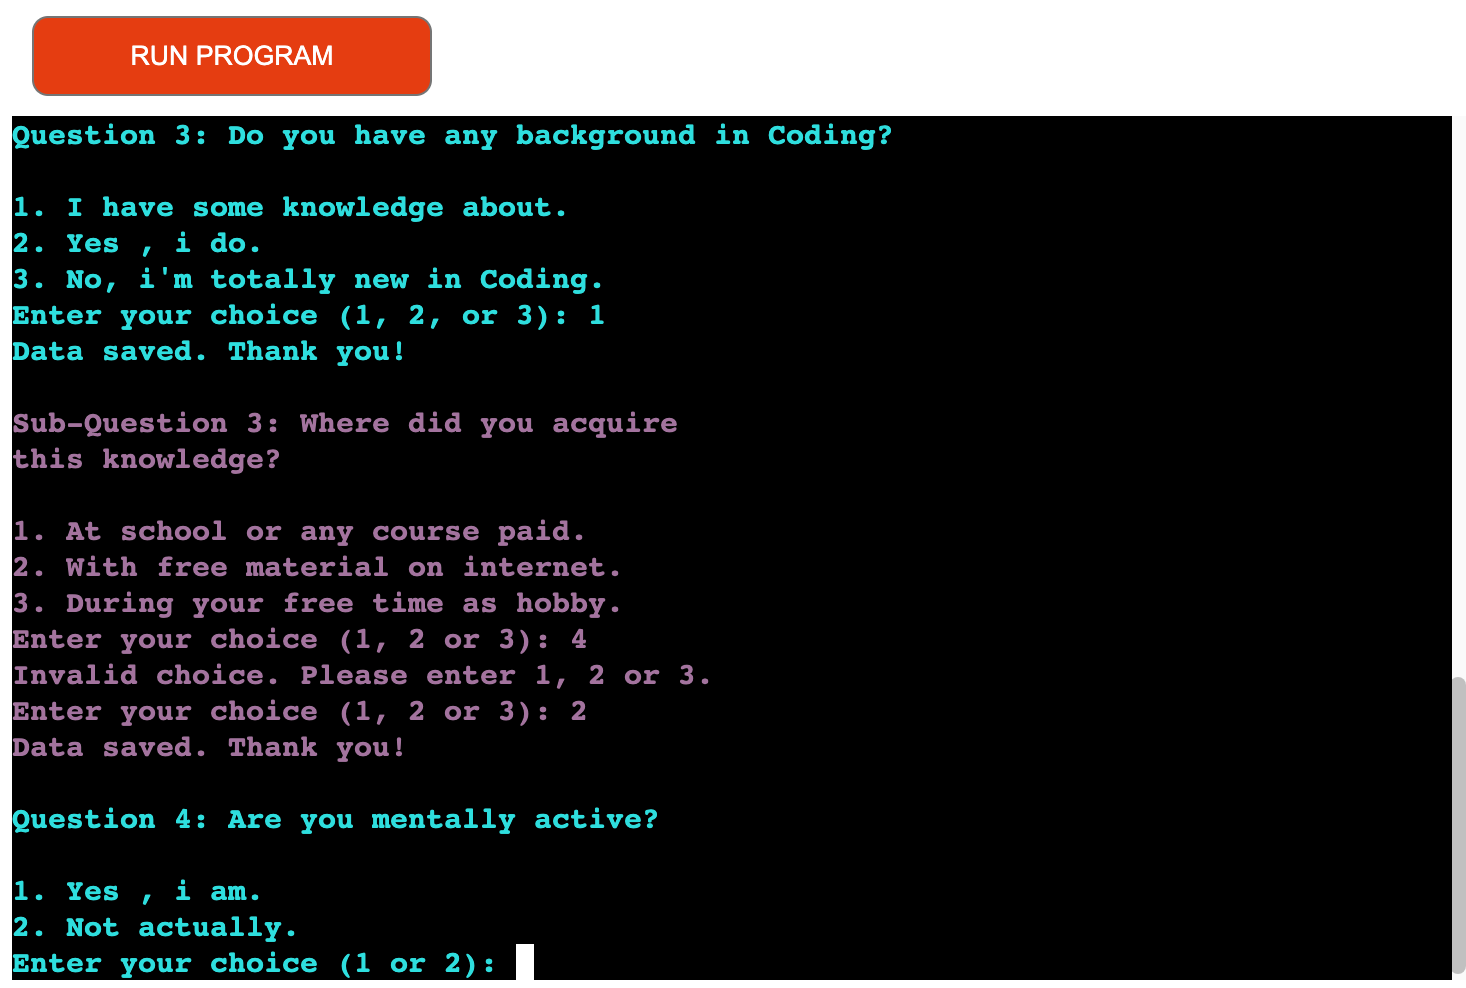 RUN PROGRAM
Question 3: Do you have any background in Coding?
1. I have some knowledge about.
2. Yes , i do.
3. No, i'm totally new in Coding.
Enter your choice (1, 2, or 3): 1
Data saved. Thank you!
Sub-Question 3: Where did you acquire
this knowledge?
1. At school or any course paid.
2. With free material on internet.
3. During your free time as hobby.
Enter your choice (1, 2 or 3): 4
Invalid choice. Please enter 1, 2 or 3.
Enter your choice (1, 2 or 3): 2
Data saved. Thank you!
Question 4: Are you mentally active?
1. Yes , i am.
2. Not actually.
Enter your choice (1 or 2):